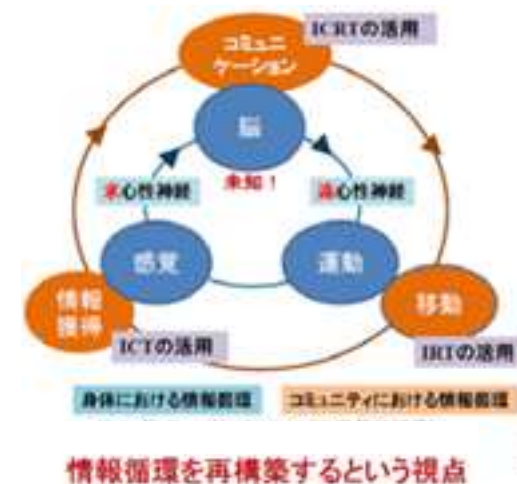 ICRTの活用
コミュニ
ケーション
脳
未知！
求心性神経
遠心性神経
感覚
運動
情報
獲得
移動
ICTの活用
IRTの活用
身体における情報循環
コミュニティにおける情報循環
情報循環を再構築するという視点